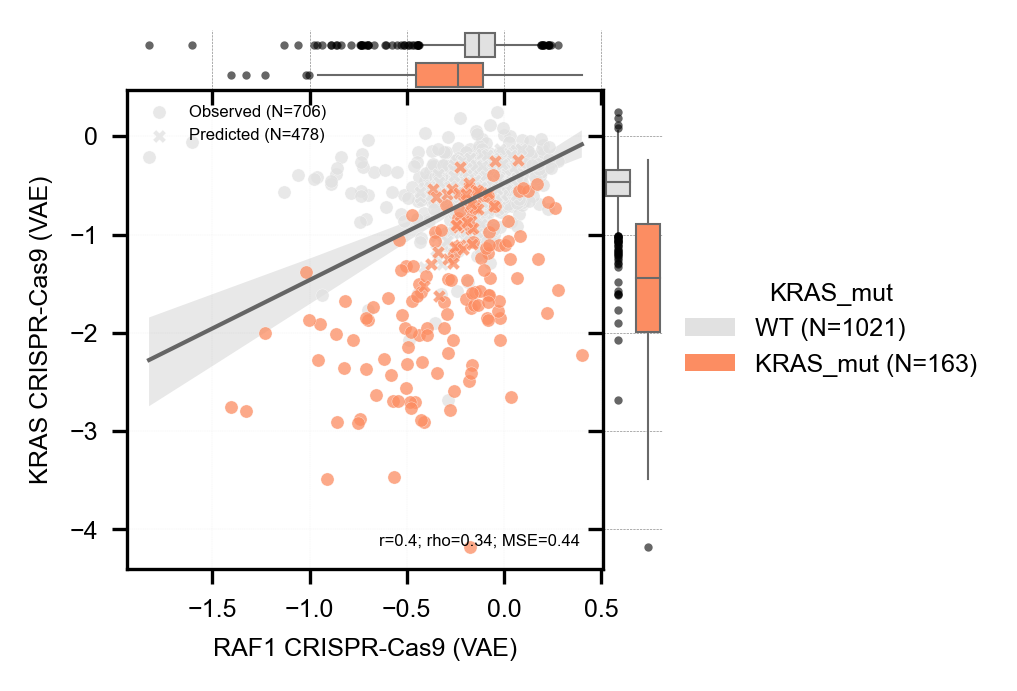 Observed (N=706)
Predicted (N=478)
0
−1
−2
−3
−4
KRAS CRISPR-Cas9 (VAE)
r=0.4; rho=0.34; MSE=0.44
−1.5
−1.0
−0.5
0.0
0.5
RAF1 CRISPR-Cas9 (VAE)
KRAS_mut
WT (N=1021)
KRAS_mut (N=163)